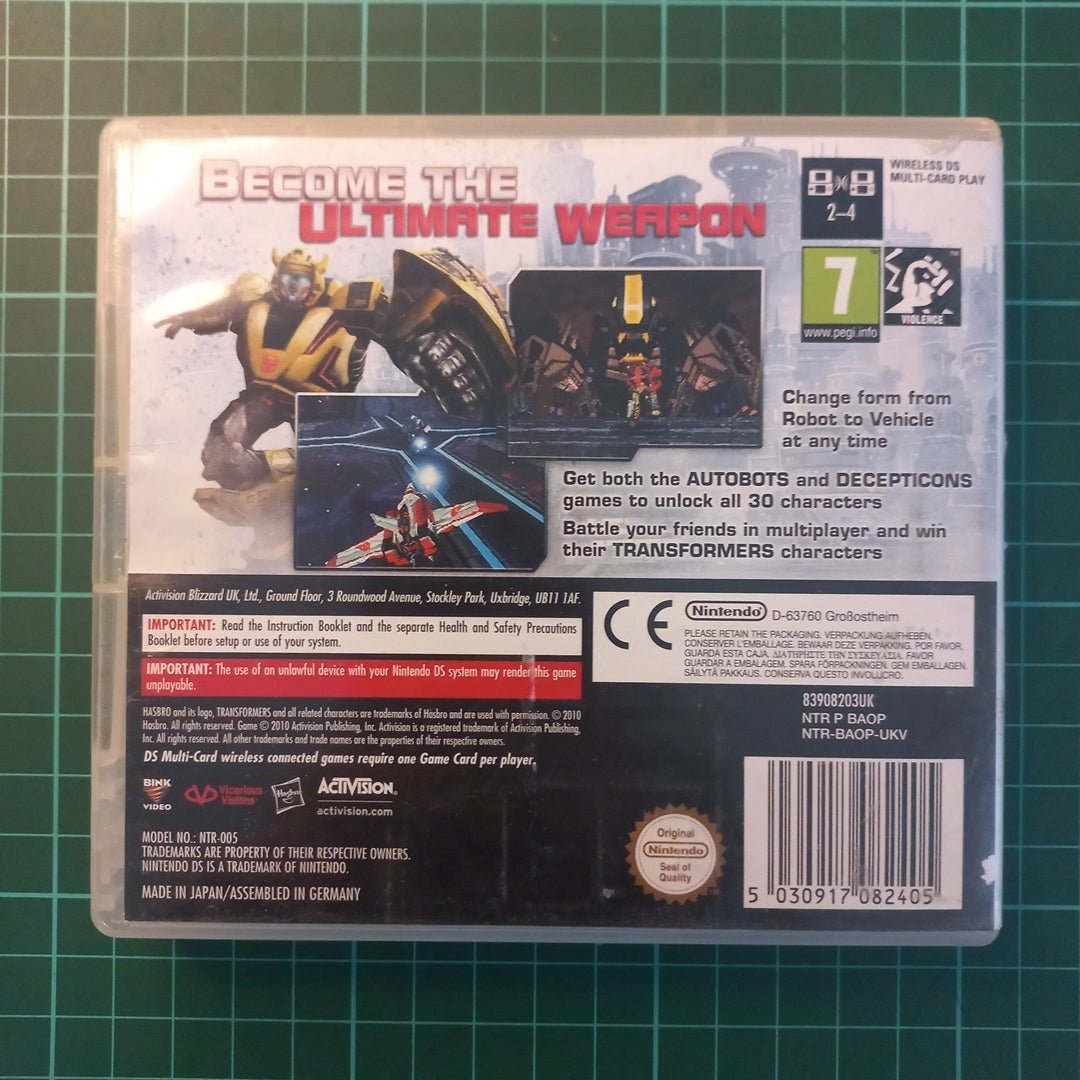 BECOME THE
ULTIMATE WEAPON
2–4
WIRELESS DS
MULTI-CARD PLAY
7
www.pegi.info
VIOLENCE
Change form from
Robot to Vehicle
at any time
Get both the AUTOBOTS and DECEPTICONS
games to unlock all 30 characters
Battle your friends in multiplayer and win
their TRANSFORMERS characters
Activision Blizzard UK, Ltd., Ground Floor, 3 Roundwood Avenue, Stockley Park, Uxbridge, UB11 1AF.
IMPORTANT: Read the Instruction Booklet and the separate Health and Safety Precautions
Booklet before setup or use of your system.
IMPORTANT: The use of an unlawful device with your Nintendo DS system may render this game
unplayable.
HASBRO and its logo, TRANSFORMERS and all related characters are trademarks of Hasbro and are used with permission. © 2010
Hasbro. All rights reserved. Game © 2010 Activision Publishing, Inc. Activision is a registered trademark of Activision Publishing,
Inc. All rights reserved. All other trademarks and trade names are the properties of their respective owners.
DS Multi-Card wireless connected games require one Game Card per player.
BINK
VIDEO
Vicarious
Visions
Hasbro
ACTIVISION®
activision.com
MODEL NO.: NTR-005
TRADEMARKS ARE PROPERTY OF THEIR RESPECTIVE OWNERS.
NINTENDO DS IS A TRADEMARK OF NINTENDO.
MADE IN JAPAN/ASSEMBLED IN GERMANY
CE
Nintendo® D-63760 Großostheim
PLEASE RETAIN THE PACKAGING. VERPACKUNG AUFHEBEN.
CONSERVER L'EMBALLAGE. BEWAAR DEZE VERPAKKING. POR FAVOR,
GUARDA ESTA CAJA. ΔΙΑΤΗΡΗΣΤΕ ΤΗΝ ΣΥΣΚΕΥΑΣΙΑ. FAVOR
GUARDAR A EMBALAGEM. SPARA FÖRPACKNINGEN. GEM EMBALLAGEN.
SÄILYTÄ PAKKAUS. CONSERVA QUESTO INVOLUCRO.
83908203UK
NTR P BAOP
NTR-BAOP-UKV
Original
Nintendo
Seal of
Quality
5 030917 082405